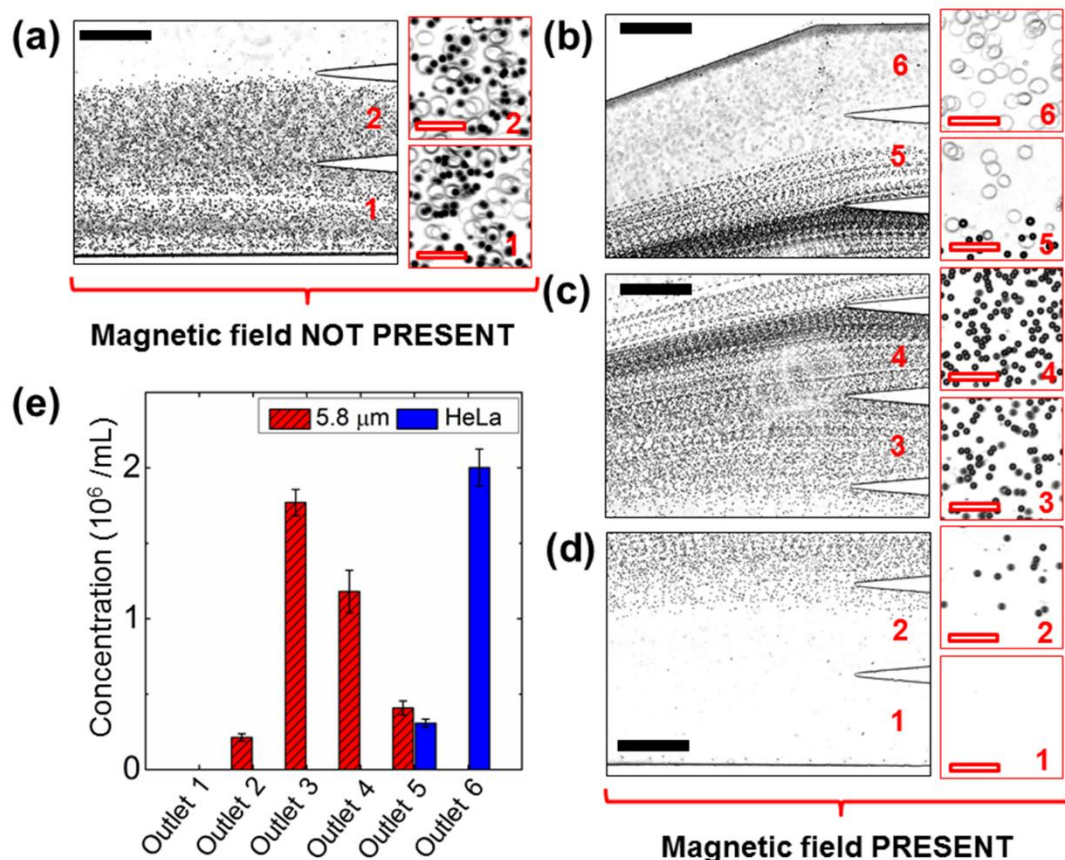 (a)
2
1
2
1
Magnetic field NOT PRESENT
(b)
6
5
6
5
(c)
4
3
4
3
(d)
2
1
2
1
Magnetic field PRESENT
(e)
5.8 μm HeLa
Concentration (10⁶ /mL)
2
1
0
Outlet 1
Outlet 2
Outlet 3
Outlet 4
Outlet 5
Outlet 6